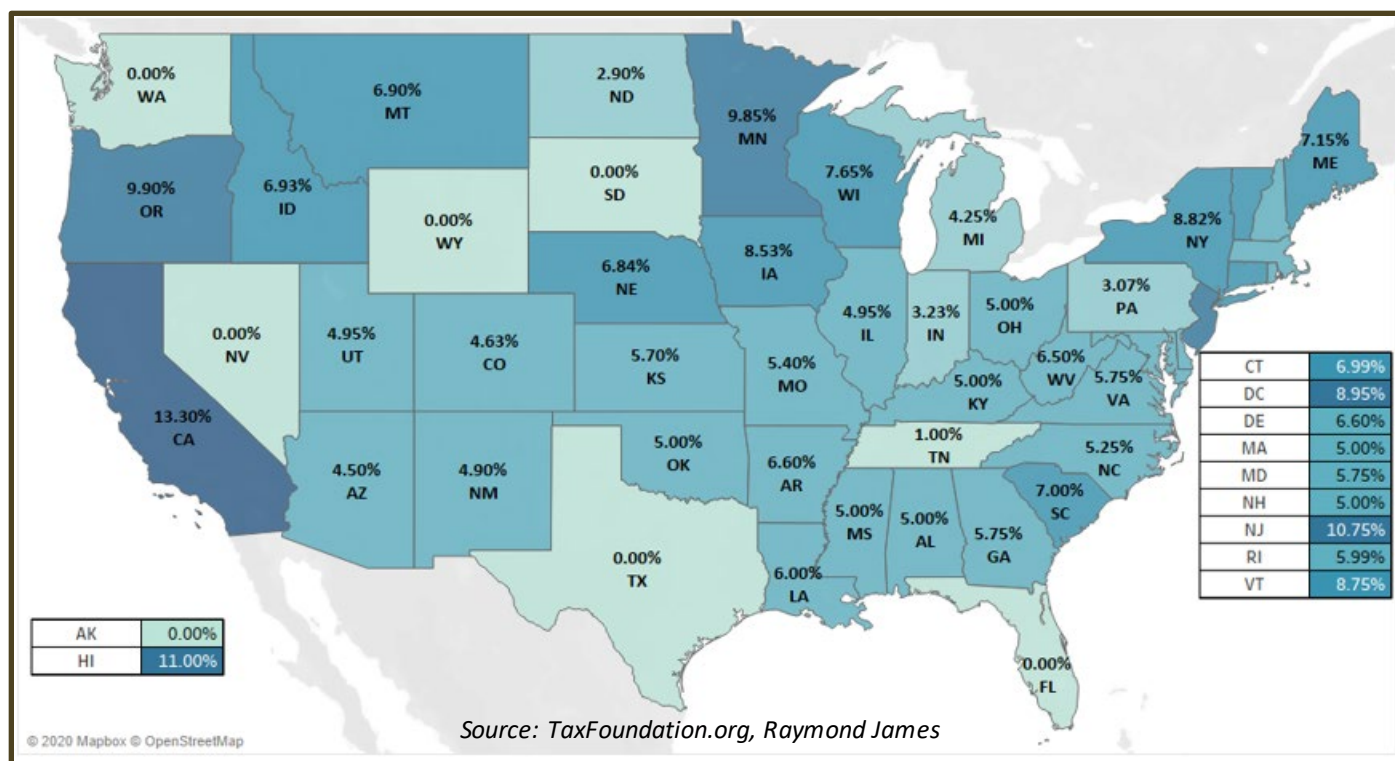 0.00%
WA
6.90%
MT
2.90%
ND
9.85%
MN
7.15%
ME
9.90%
OR
6.93%
ID
0.00%
SD
7.65%
WI
8.82%
NY
0.00%
WY
4.25%
MI
6.84%
NE
8.53%
IA
3.07%
PA
0.00%
NV
4.95%
UT
4.63%
CO
4.95%
IL
3.23%
IN
5.00%
OH
5.70%
KS
5.40%
MO
6.50%
WV
5.75%
VA
5.00%
KY
13.30%
CA
1.00%
TN
5.25%
NC
4.50%
AZ
4.90%
NM
5.00%
OK
6.60%
AR
7.00%
SC
5.00%
MS
5.00%
AL
5.75%
GA
0.00%
TX
6.00%
LA
0.00%
FL
CT 6.99%
DC 8.95%
DE 6.60%
MA 5.00%
MD 5.75%
NH 5.00%
NJ 10.75%
RI 5.99%
VT 8.75%
AK 0.00%
HI 11.00%
Source: TaxFoundation.org, Raymond James
© 2020 Mapbox © OpenStreetMap